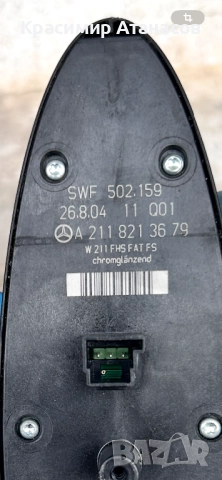 Красимир Атанасов
SWF 502.159
26.8.04 11 Q01
A 211 821 36 79
W 211 FHS FAT FS
chromglänzend
bazar